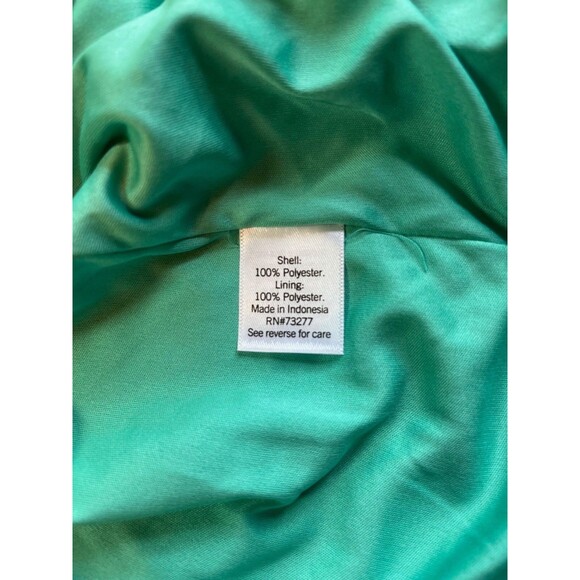 Shell:
100% Polyester.
Lining:
100% Polyester.
Made in Indonesia
RN#73277
See reverse for care